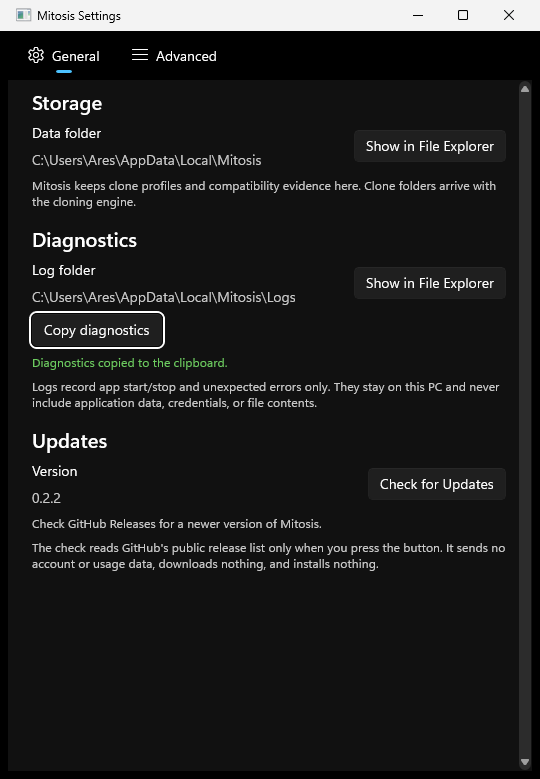 Mitosis Settings
General
Advanced
Storage
Data folder
Show in File Explorer
C:\Users\Ares\AppData\Local\Mitosis
Mitosis keeps clone profiles and compatibility evidence here. Clone folders arrive with
the cloning engine.
Diagnostics
Log folder
Show in File Explorer
C:\Users\Ares\AppData\Local\Mitosis\Logs
Copy diagnostics
Diagnostics copied to the clipboard.
Logs record app start/stop and unexpected errors only. They stay on this PC and never
include application data, credentials, or file contents.
Updates
Version
Check for Updates
0.2.2
Check GitHub Releases for a newer version of Mitosis.
The check reads GitHub's public release list only when you press the button. It sends no
account or usage data, downloads nothing, and installs nothing.